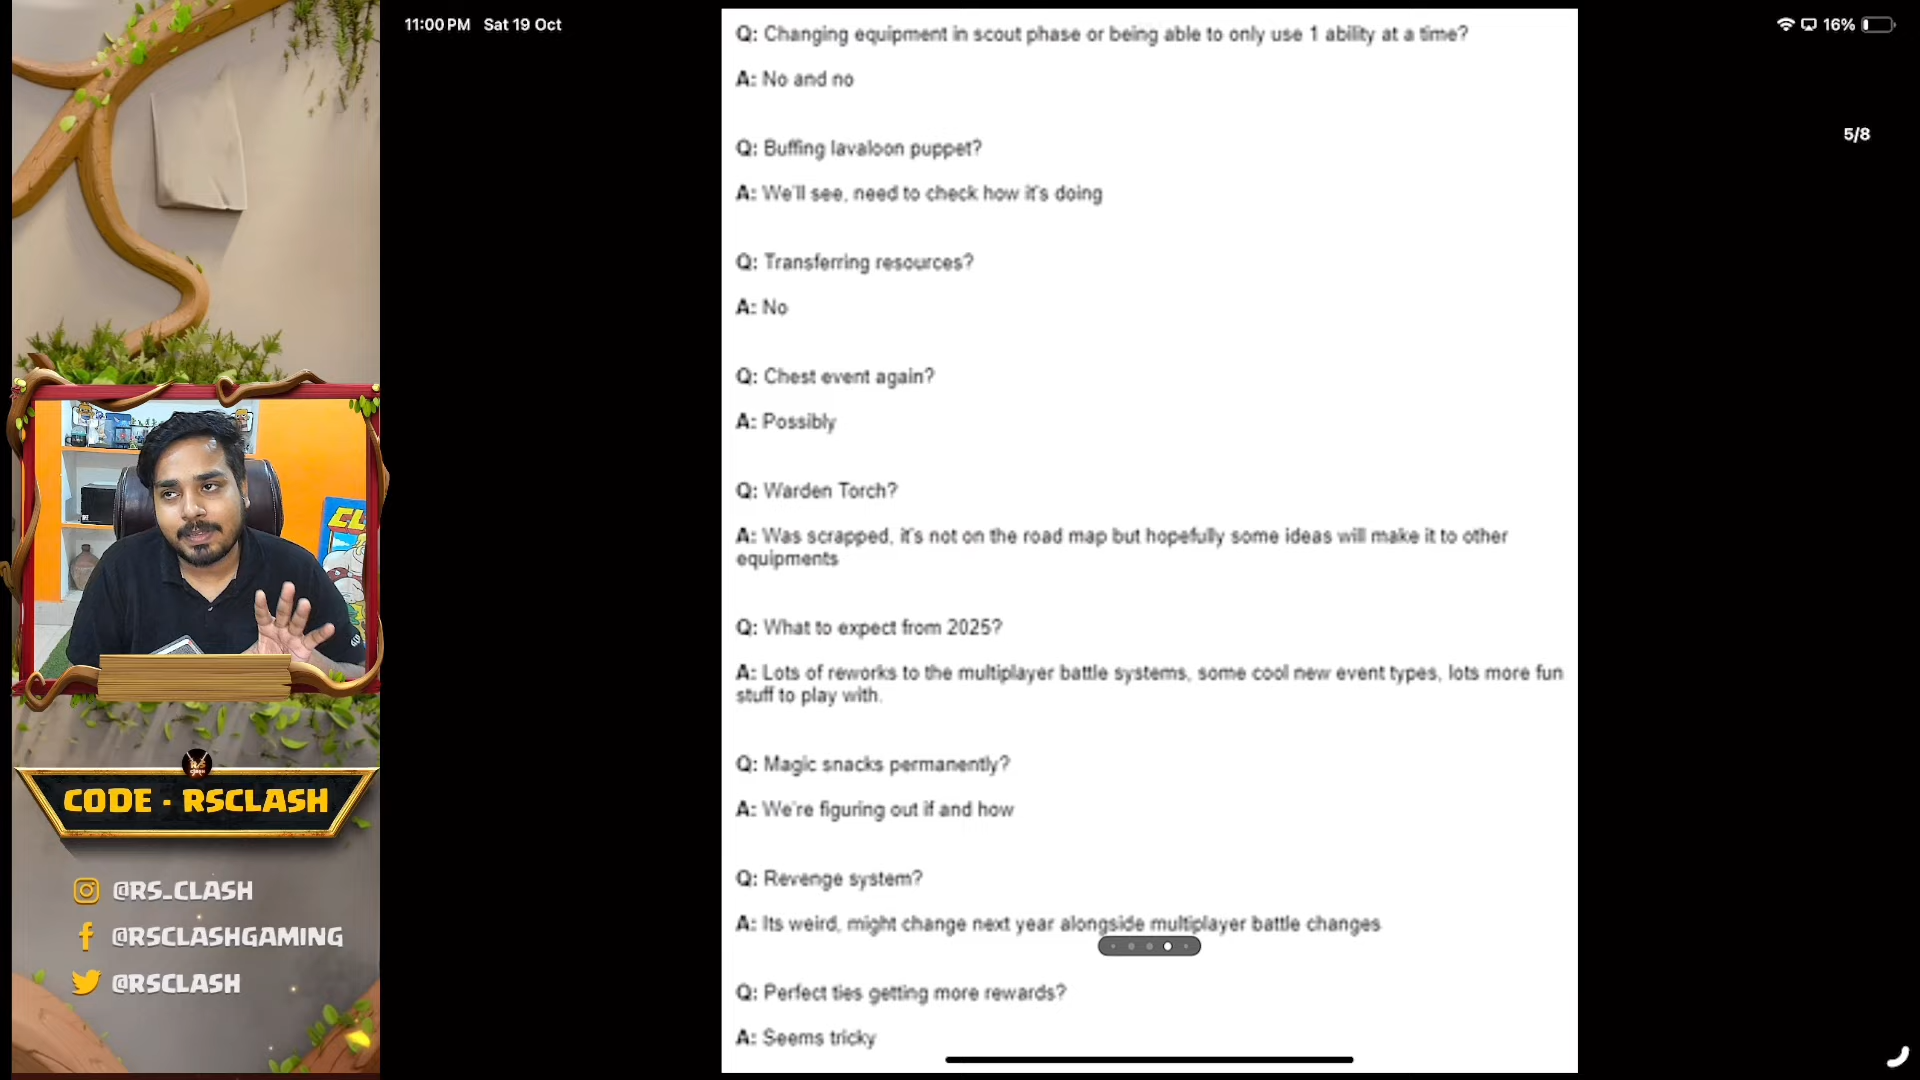 11:00 PM Sat 19 Oct
16%
5/8
Q: Changing equipment in scout phase or being able to only use 1 ability at a time?
A: No and no
Q: Buffing lavaloon puppet?
A: We'll see, need to check how it's doing
Q: Transferring resources?
A: No
Q: Chest event again?
A: Possibly
Q: Warden Torch?
A: Was scrapped, it's not on the road map but hopefully some ideas will make it to other
equipments
Q: What to expect from 2025?
A: Lots of reworks to the multiplayer battle systems, some cool new event types, lots more fun
stuff to play with.
Q: Magic snacks permanently?
A: We're figuring out if and how
Q: Revenge system?
A: Its weird, might change next year alongside multiplayer battle changes
Q: Perfect ties getting more rewards?
A: Seems tricky
CL
CODE - RSCLASH
@RS_CLASH
@RSCLASHGAMING
@RSCLASH